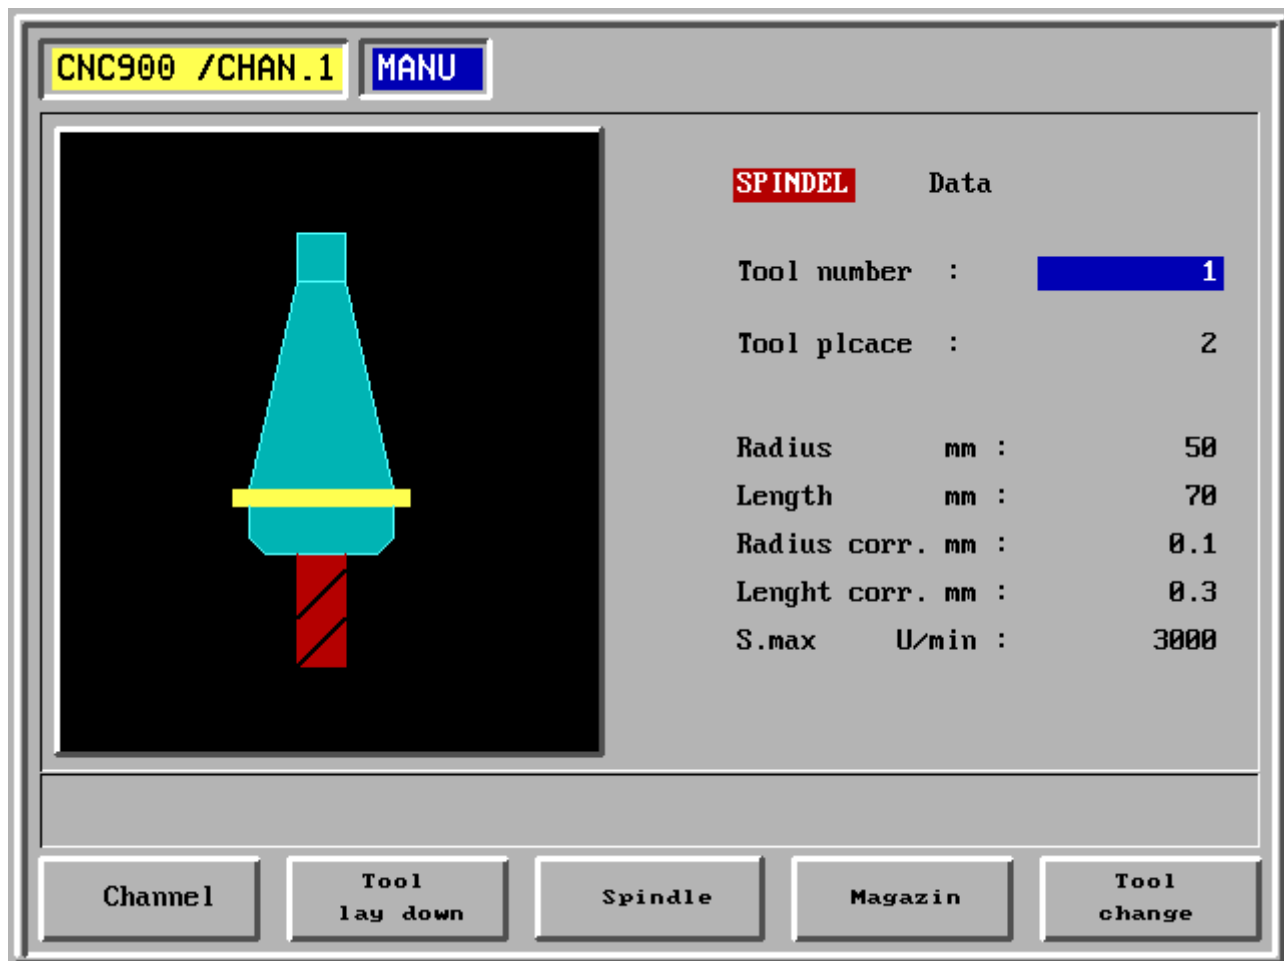 CNC900 /CHAN.1 MANU
SPINDEL Data
Tool number : 1
Tool plcace : 2
Radius mm : 50
Length mm : 70
Radius corr. mm : 0.1
Lenght corr. mm : 0.3
S.max U/min : 3000
Channel
Tool
lay down
Spindle
Magazin
Tool
change